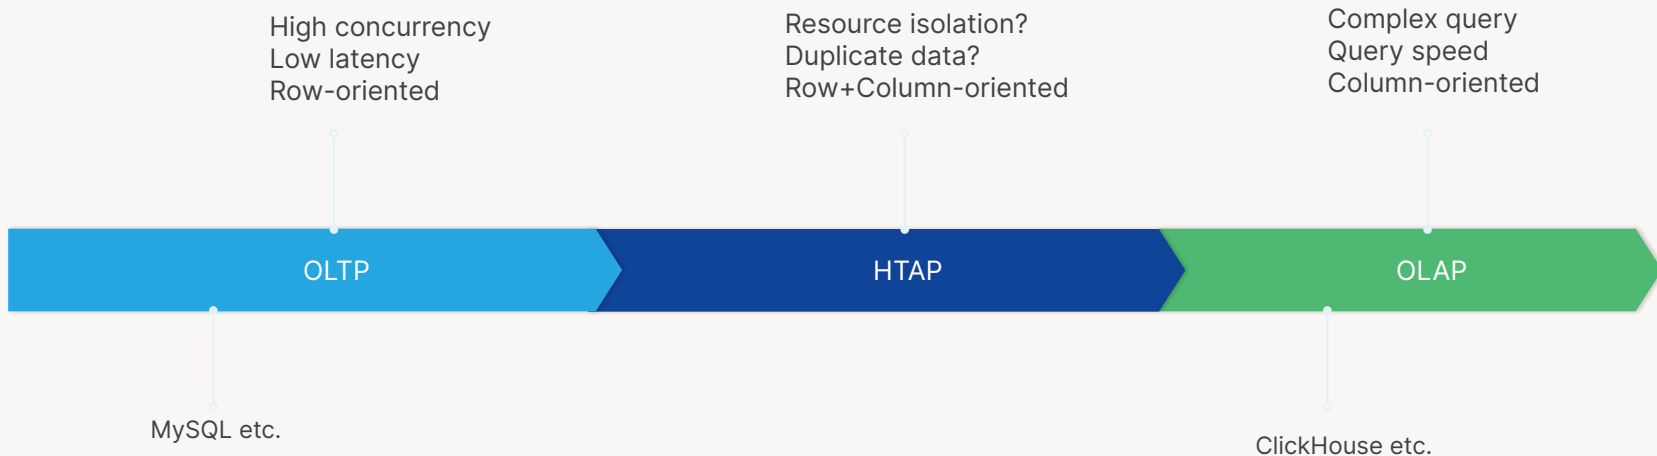 High concurrency
Low latency
Row-oriented
Resource isolation?
Duplicate data?
Row+Column-oriented
Complex query
Query speed
Column-oriented
OLTP
HTAP
OLAP
MySQL etc.
ClickHouse etc.